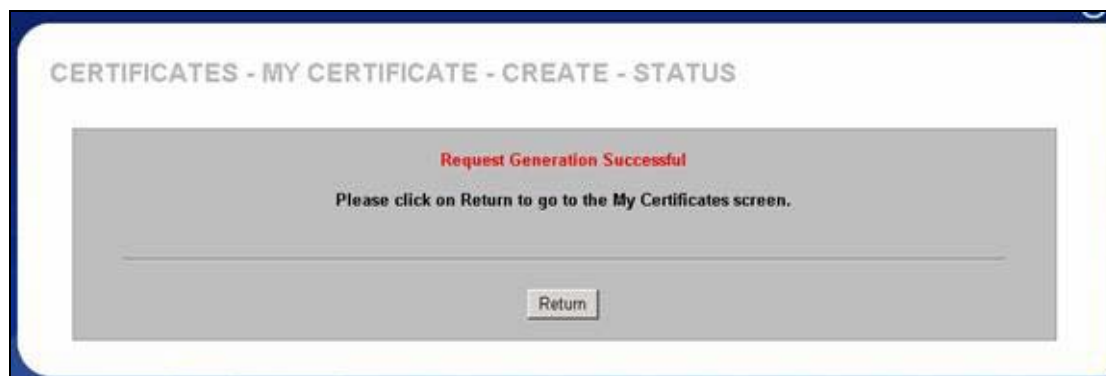 CERTIFICATES - MY CERTIFICATE - CREATE - STATUS
Request Generation Successful
Please click on Return to go to the My Certificates screen.
Return